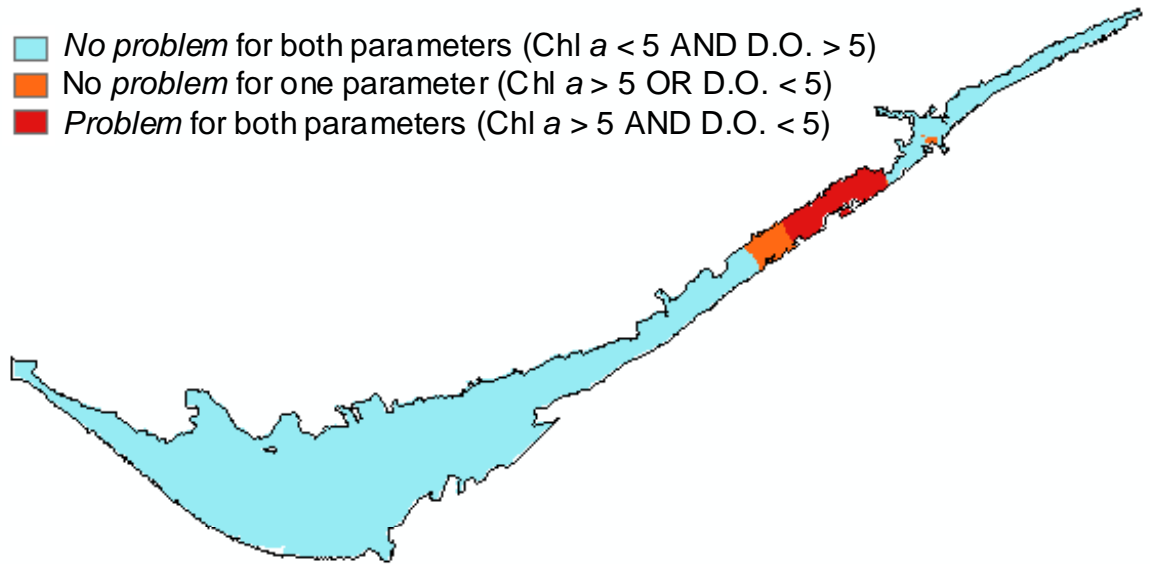 No problem for both parameters (Chl a < 5 AND D.O. > 5)
No problem for one parameter (Chl a > 5 OR D.O. < 5)
Problem for both parameters (Chl a > 5 AND D.O. < 5)